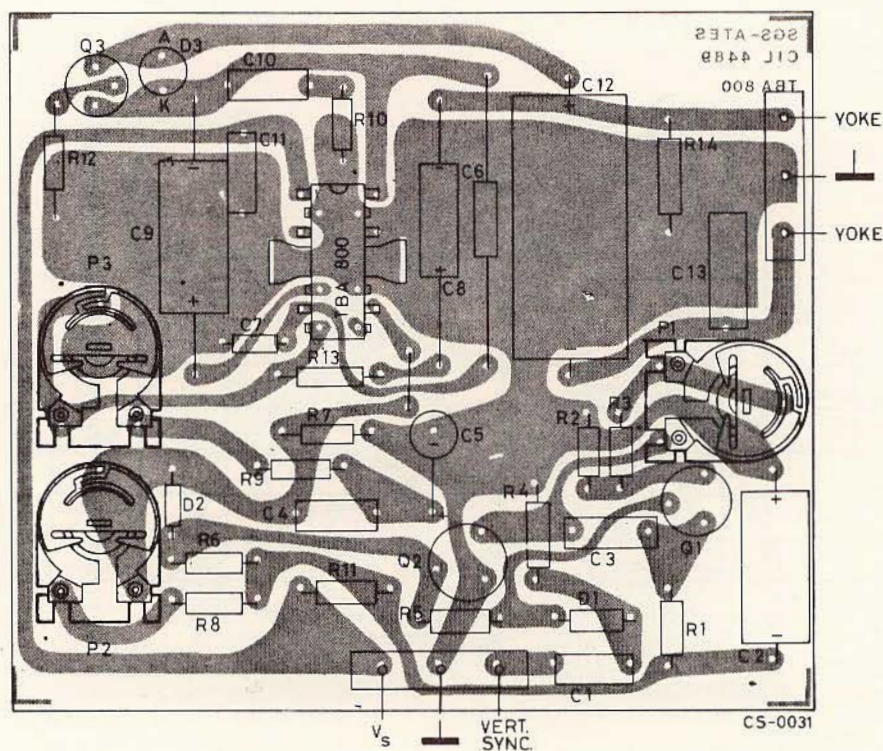 SGS-ATES
CIL 4489
TBA 800
Q3
A
D3
K
C10
C12
R10
C11
R12
R14
YOKE
C6
C9
TBA 800
C8
C13
YOKE
P3
C7
P1
R13
R7
C5
R2
R3
R9
R4
D2
C4
R6
Q2
C3
Q1
R11
R8
R5
D1
R1
P2
C1
C2
Vs
VERT.
SYNC.
CS-0031